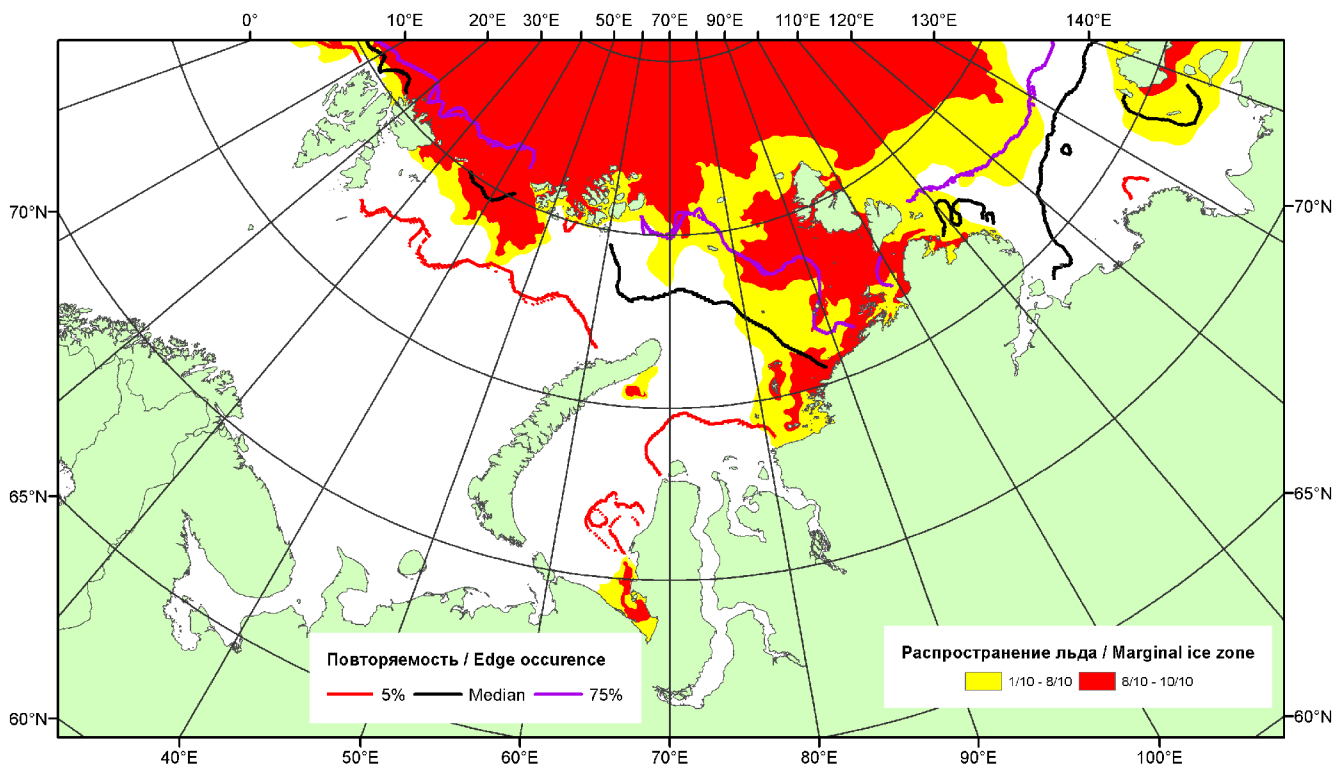 0° 10°E 20°E 30°E 50°E 70°E 90°E 110°E 120°E 130°E 140°E
70°N 70°N
65°N 65°N
60°N 60°N
Повторяемость / Edge occurence
5% Median 75%
Распространение льда / Marginal ice zone
1/10 - 8/10 8/10 - 10/10
40°E 50°E 60°E 70°E 80°E 90°E 100°E